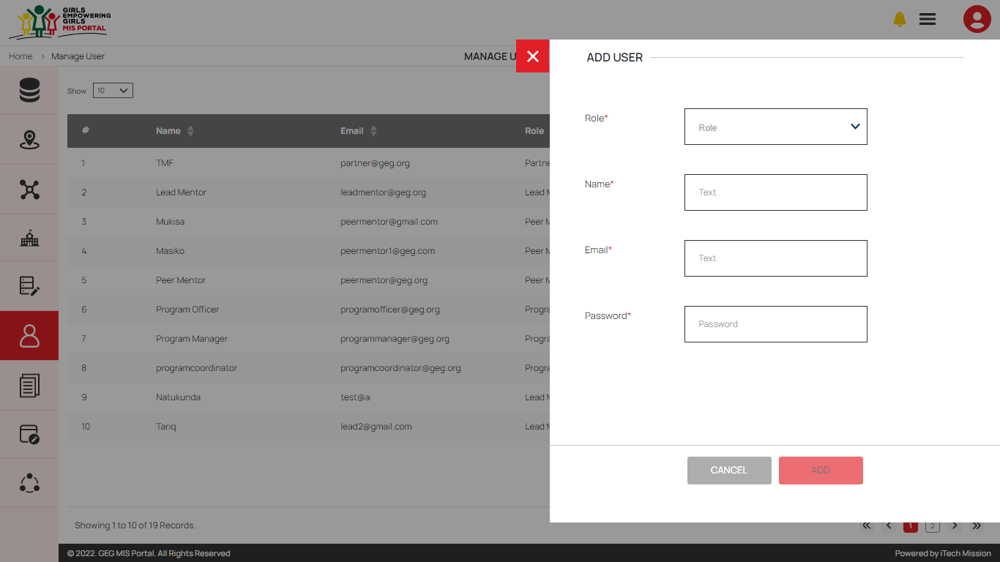 GIRLS
EMPOWERING
GIRLS
MIS PORTAL
Home > Manage User
MANAGE U
ADD USER
Show 10
# Name Email Role
1 TMF partner@geg.org Partne
2 Lead Mentor leadmentor@geg.org Lead M
3 Mukisa peermentor@gmail.com Peer M
4 Masiko peermentor1@geg.com Peer M
5 Peer Mentor peermentor@geg.org Peer M
6 Program Officer programofficer@geg.org Progra
7 Program Manager programmanager@geg.org Progra
8 programcoordinator programcoordinator@geg.org Progra
9 Natukunda test@a Lead M
10 Tariq lead2@gmail.com Lead M
Role* Role
Name* Text
Email* Text
Password* Password
CANCEL ADD
Showing 1 to 10 of 19 Records.
« < 1 2 > »
© 2022. GEG MIS Portal. All Rights Reserved
Powered by iTech Mission